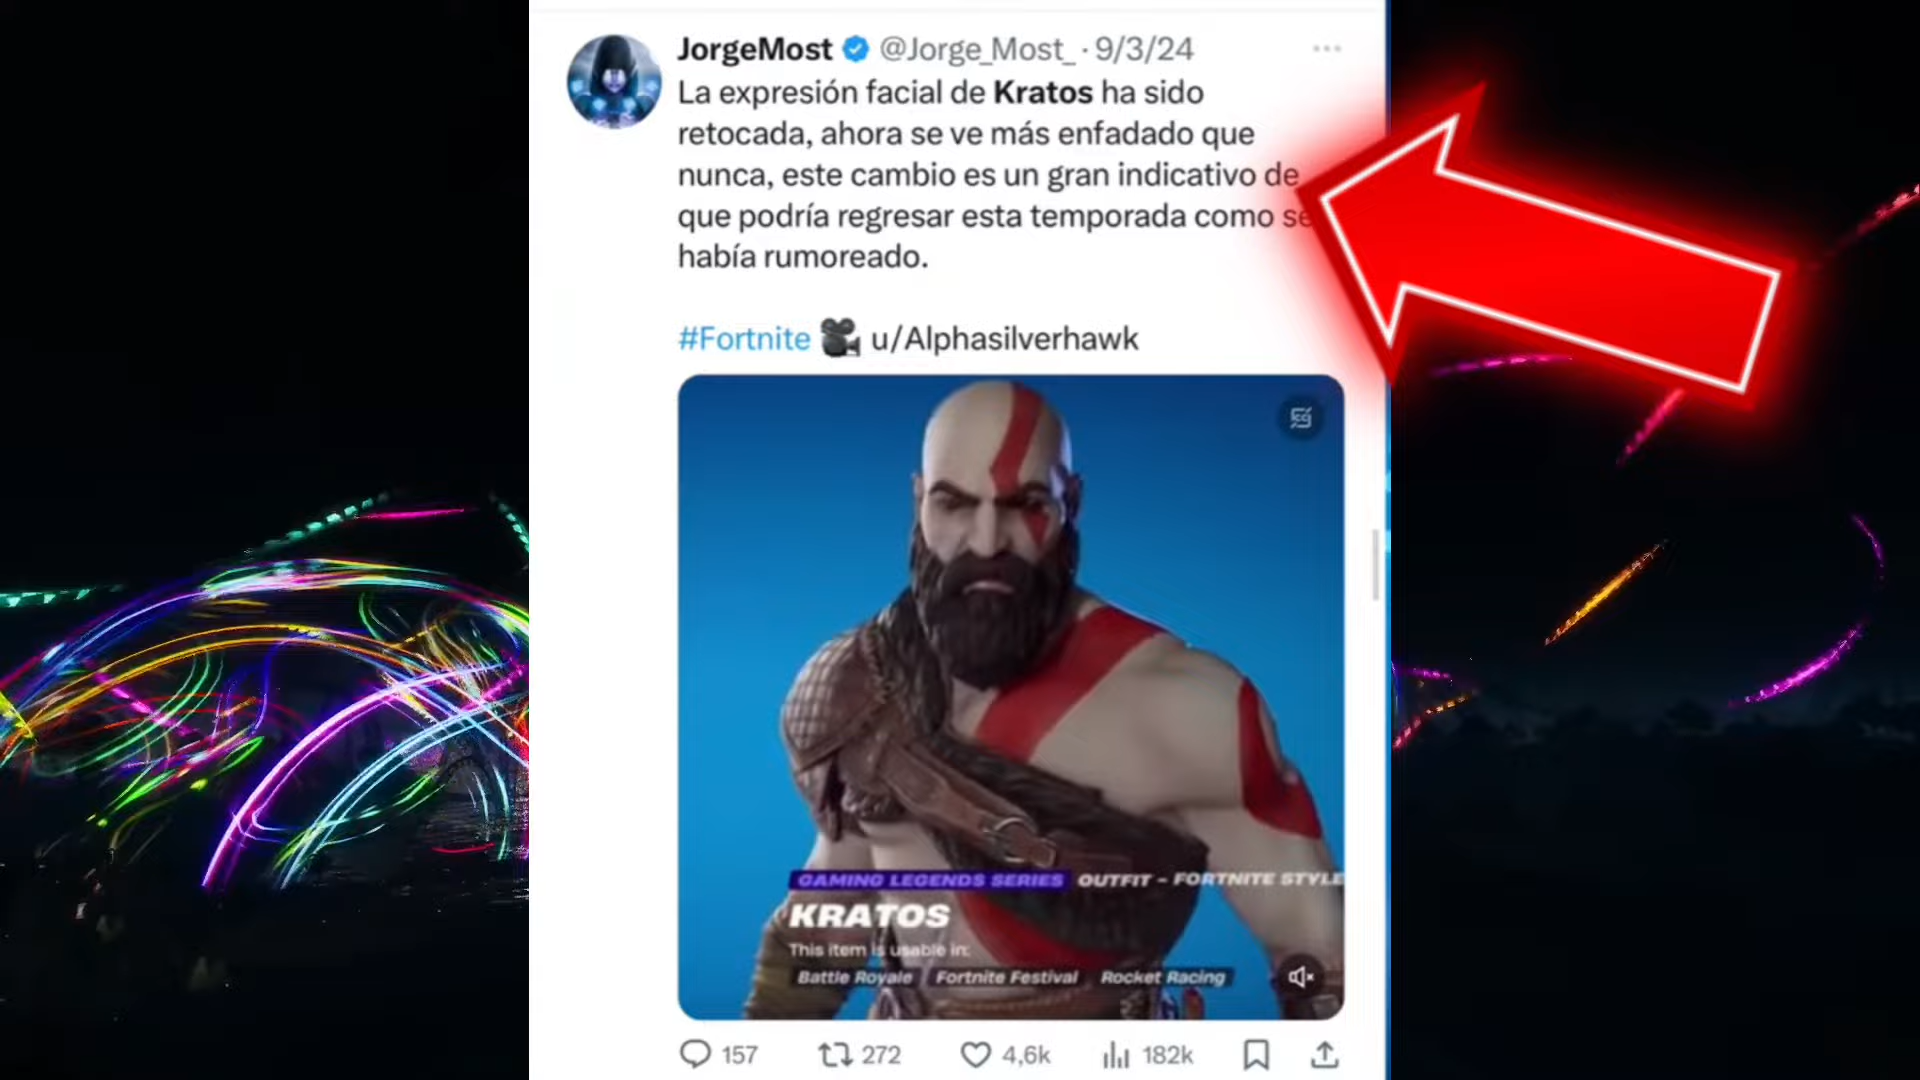 JorgeMost @Jorge_Most_ · 9/3/24
La expresión facial de Kratos ha sido
retocada, ahora se ve más enfadado que
nunca, este cambio es un gran indicativo de
que podría regresar esta temporada como se
había rumoreado.
#Fortnite u/Alphasilverhawk
GAMING LEGENDS SERIES OUTFIT - FORTNITE STYLE
KRATOS
This item is usable in:
Battle Royale Fortnite Festival Rocket Racing
157 272 4,6k 182k